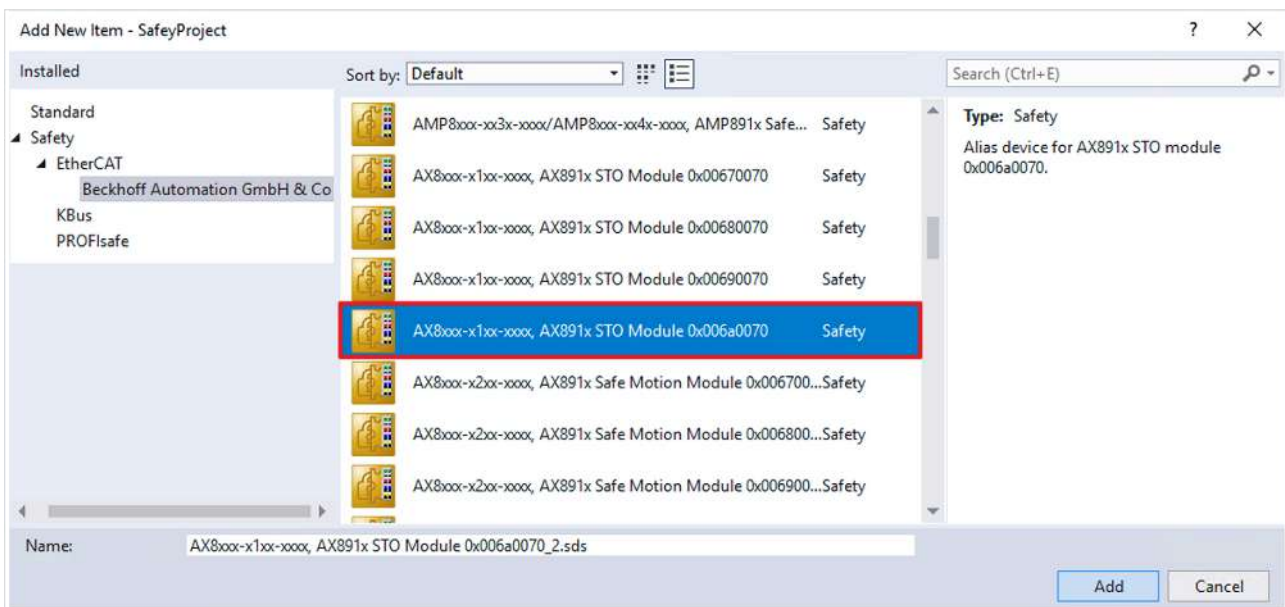 Add New Item - SafeyProject ? ×
Installed
Sort by: Default
Search (Ctrl+E)
Standard
Safety
EtherCAT
Beckhoff Automation GmbH & Co
KBus
PROFIsafe
AMP8xxx-xx3x-xxxx/AMP8xxx-xx4x-xxxx, AMP891x Safe... Safety
AX8xxx-x1xx-xxxx, AX891x STO Module 0x00670070 Safety
AX8xxx-x1xx-xxxx, AX891x STO Module 0x00680070 Safety
AX8xxx-x1xx-xxxx, AX891x STO Module 0x00690070 Safety
AX8xxx-x1xx-xxxx, AX891x STO Module 0x006a0070 Safety
AX8xxx-x2xx-xxxx, AX891x Safe Motion Module 0x006700...Safety
AX8xxx-x2xx-xxxx, AX891x Safe Motion Module 0x006800...Safety
AX8xxx-x2xx-xxxx, AX891x Safe Motion Module 0x006900...Safety
Type: Safety
Alias device for AX891x STO module
0x006a0070.
Name: AX8xxx-x1xx-xxxx, AX891x STO Module 0x006a0070_2.sds
Add Cancel